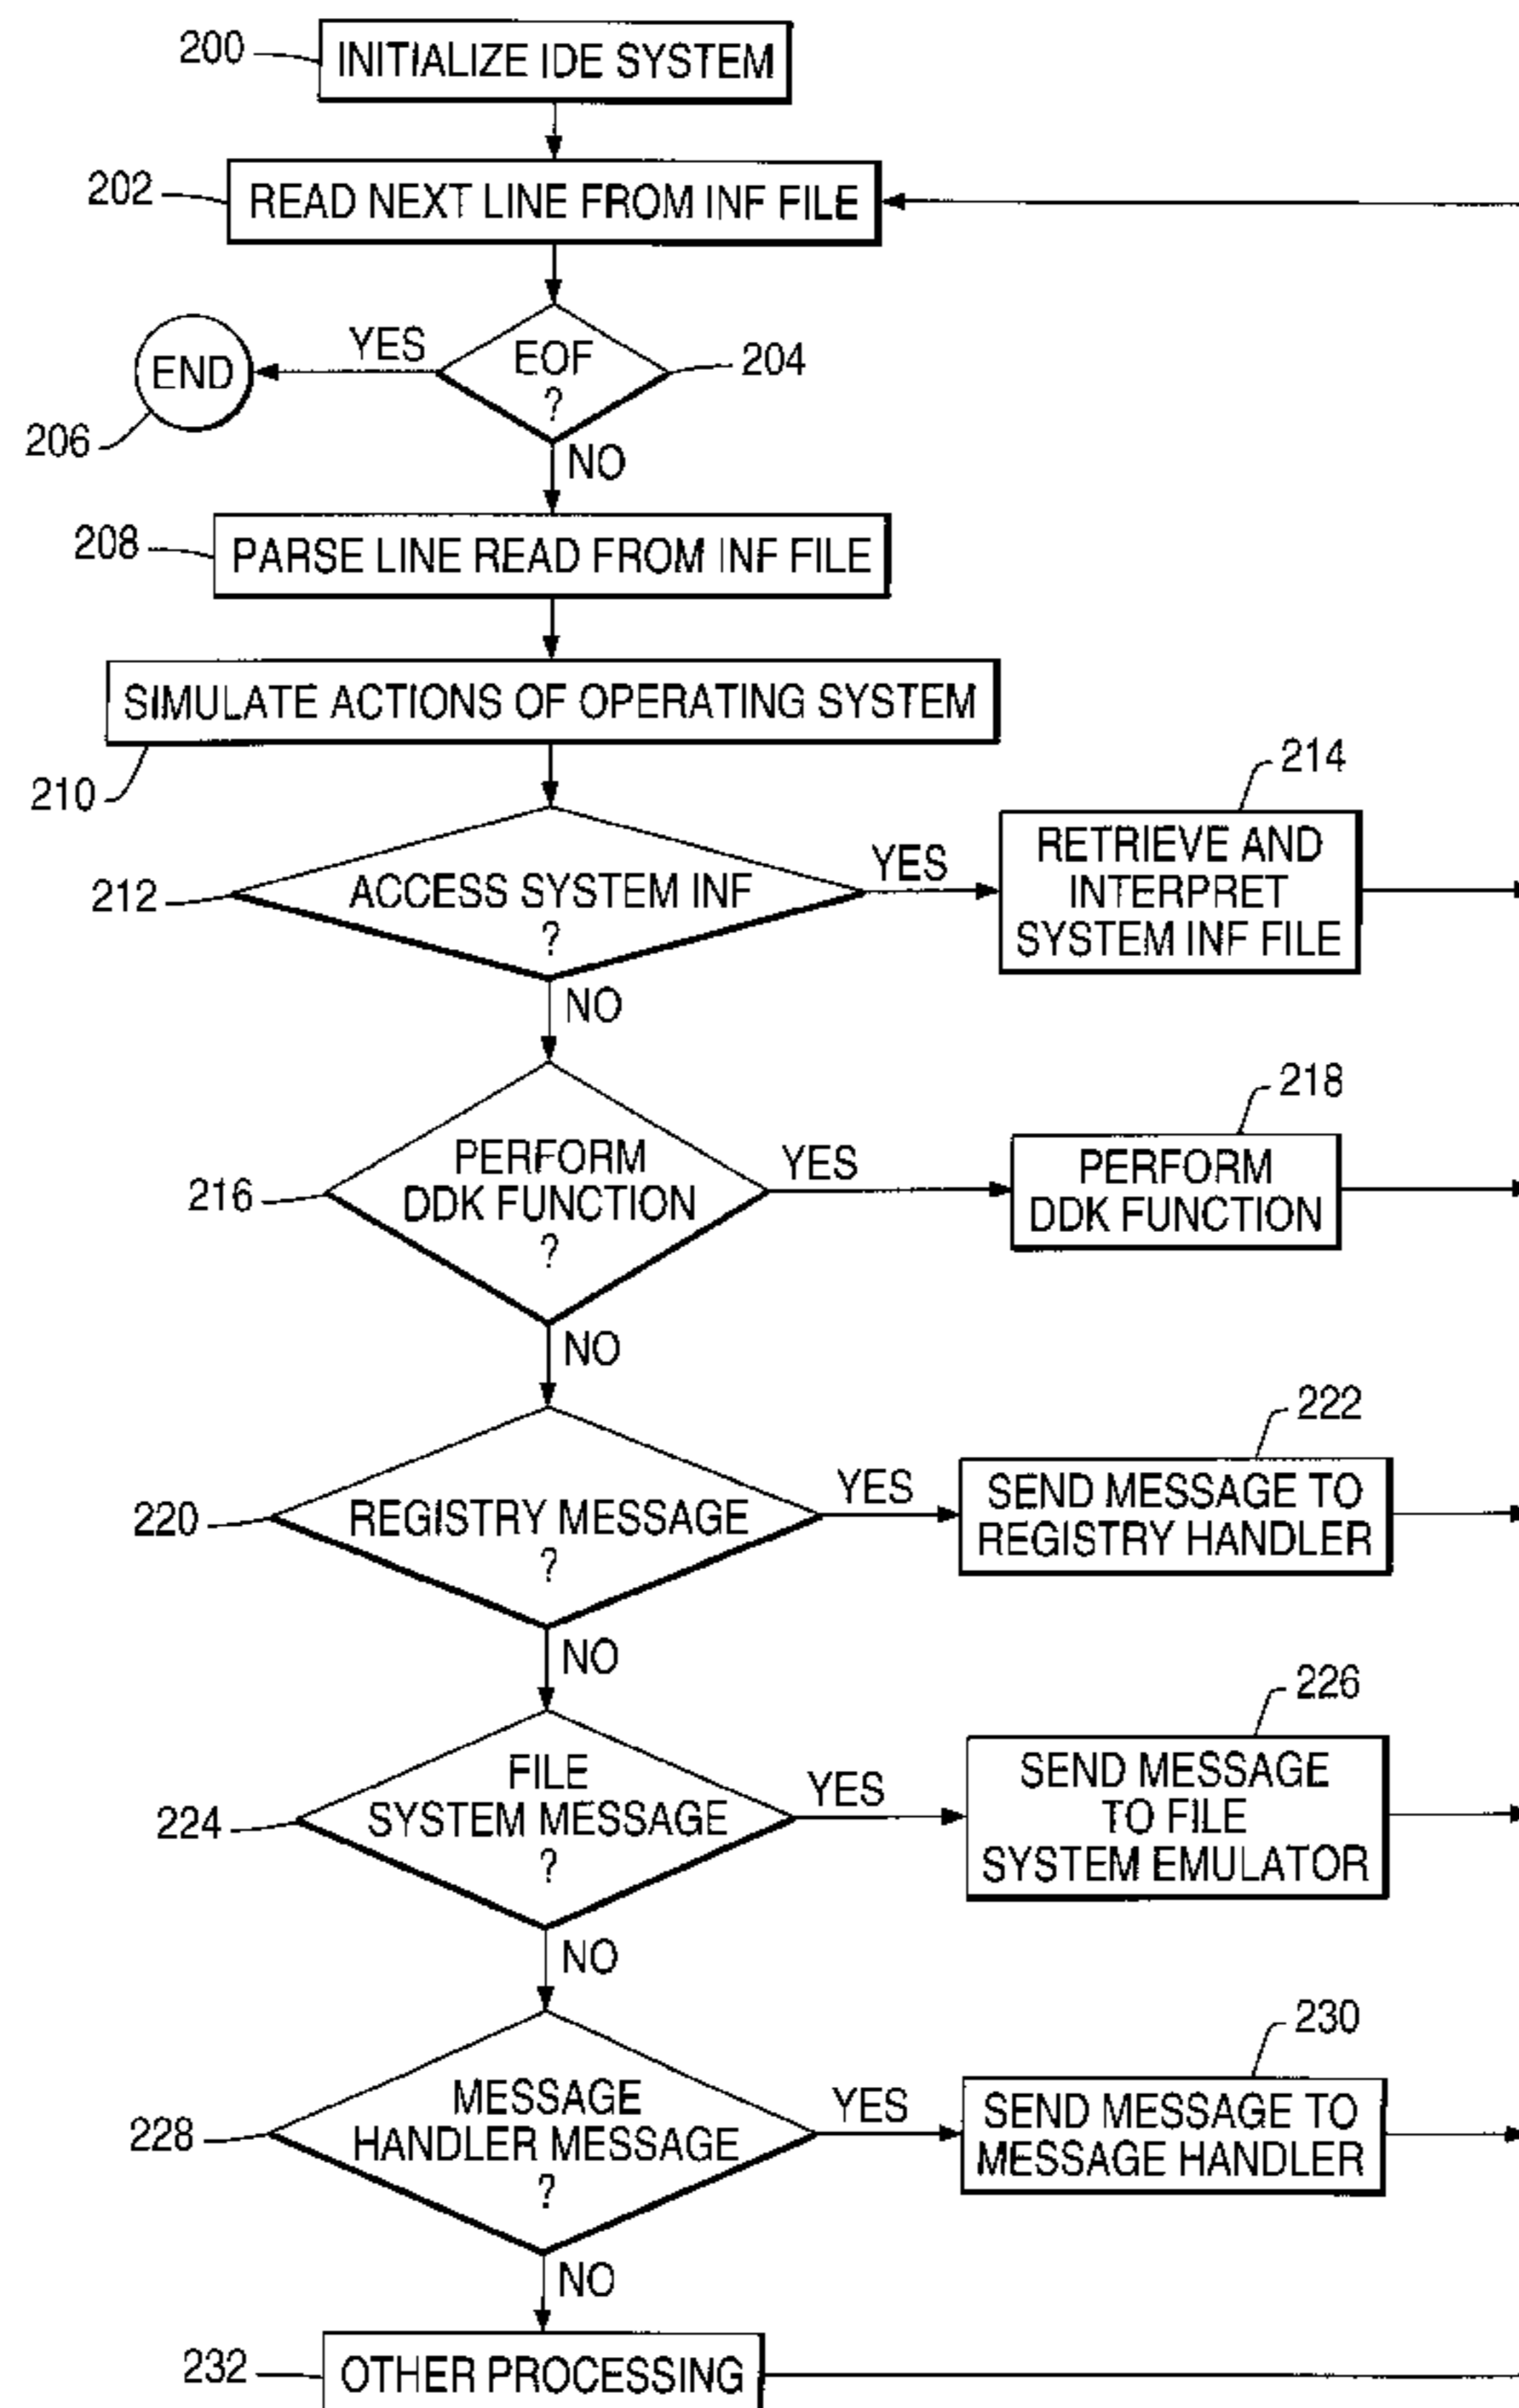 200
INITIALIZE IDE SYSTEM
202
READ NEXT LINE FROM INF FILE
YES
EOF
?
204
END
206
NO
208
PARSE LINE READ FROM INF FILE
SIMULATE ACTIONS OF OPERATING SYSTEM
210
214
212
ACCESS SYSTEM INF
?
YES
RETRIEVE AND
INTERPRET
SYSTEM INF FILE
NO
218
216
PERFORM
DDK FUNCTION
?
YES
PERFORM
DDK FUNCTION
NO
222
220
REGISTRY MESSAGE
?
YES
SEND MESSAGE TO
REGISTRY HANDLER
NO
226
224
FILE
SYSTEM MESSAGE
?
YES
SEND MESSAGE
TO FILE
SYSTEM EMULATOR
NO
230
228
MESSAGE
HANDLER MESSAGE
?
YES
SEND MESSAGE TO
MESSAGE HANDLER
NO
232
OTHER PROCESSING